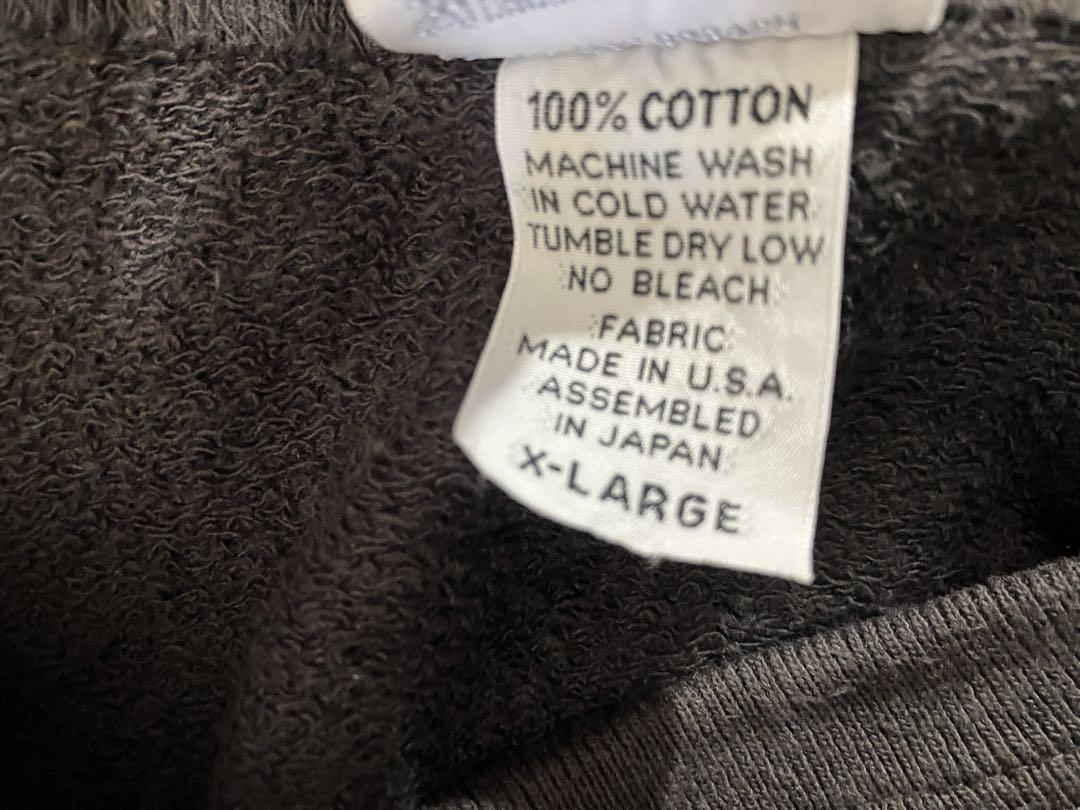 100% COTTON
MACHINE WASH
IN COLD WATER
TUMBLE DRY LOW
NO BLEACH
FABRIC
MADE IN U.S.A.
ASSEMBLED
IN JAPAN
X-LARGE